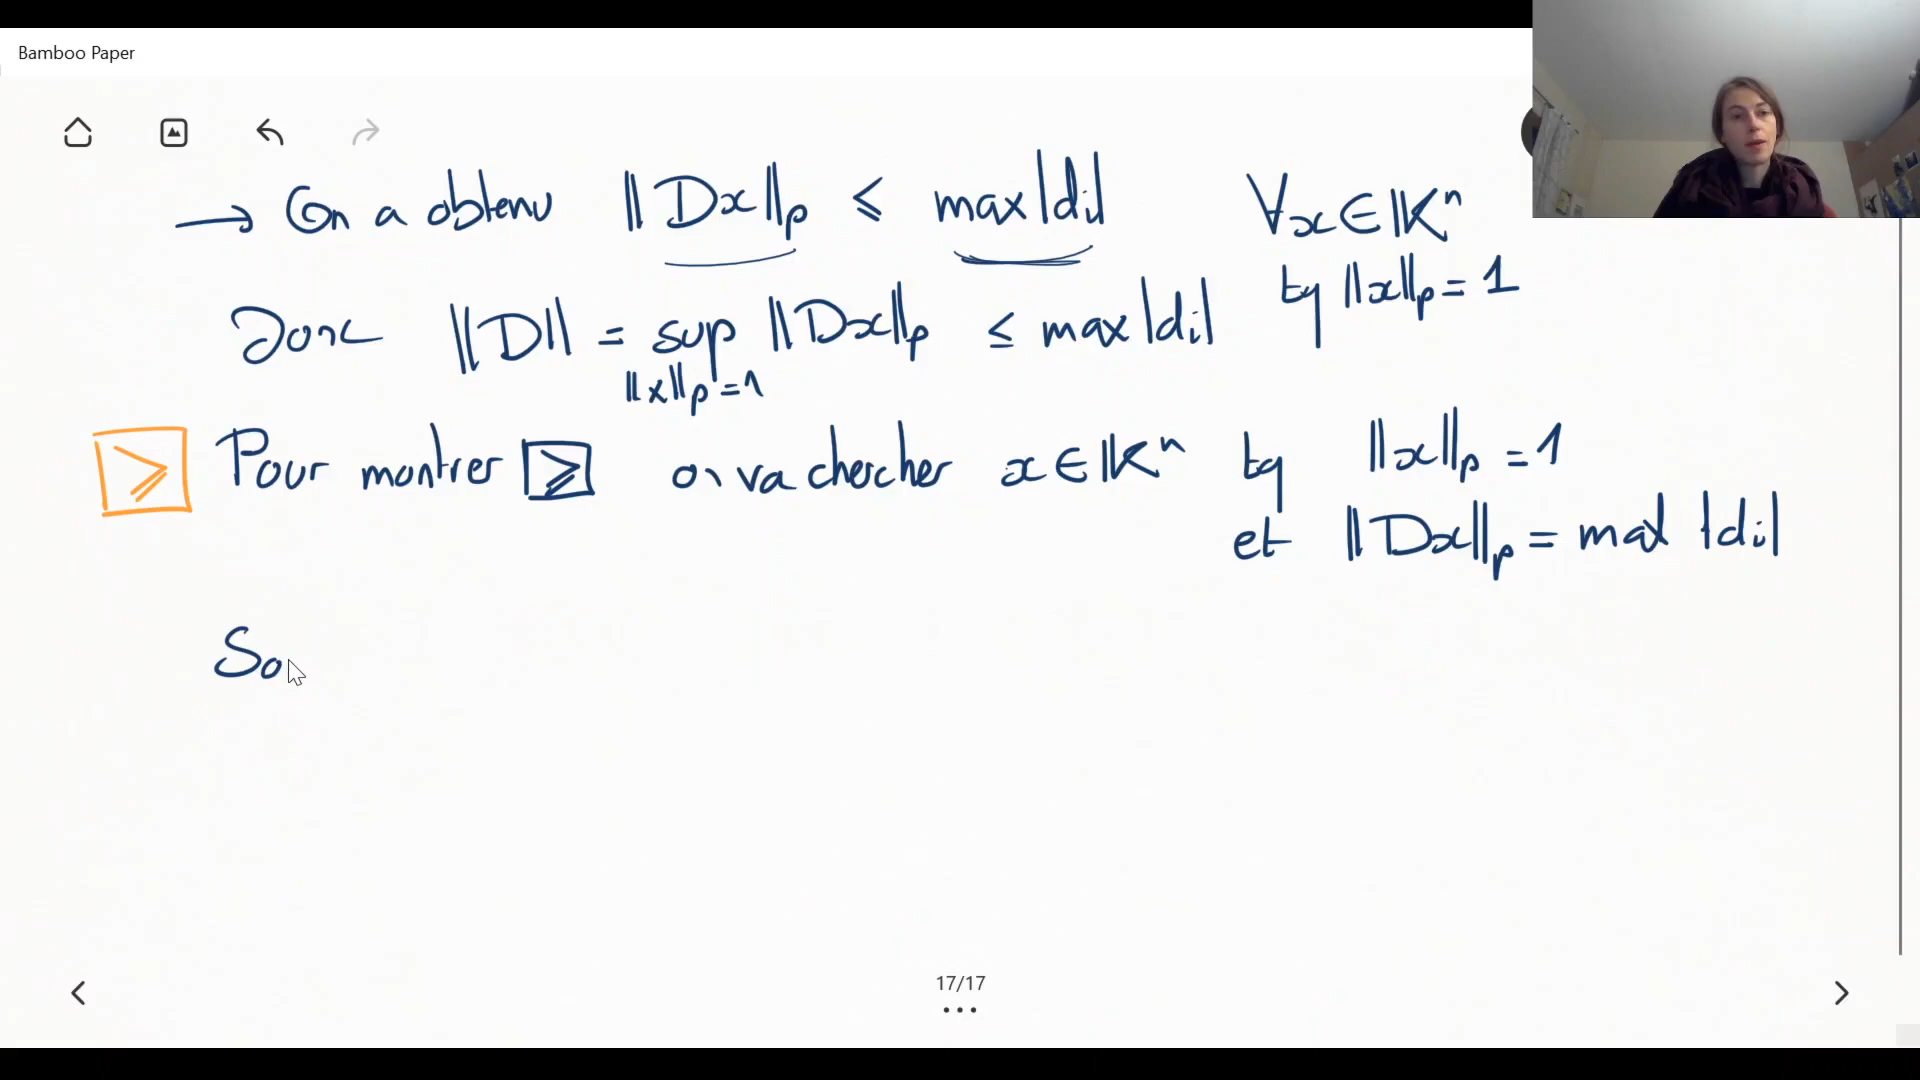 Bamboo Paper
→ On a obtenu ‖Dx‖p ≤ max|di| ∀x∈𝕂ⁿ
tq ‖x‖p = 1
Donc ‖D‖ = sup ‖Dx‖p ≤ max|di|
‖x‖p = 1
≥ Pour montrer ≥ on va chercher x∈𝕂ⁿ tq ‖x‖p = 1
et ‖Dx‖p = max |di|
So
17/17